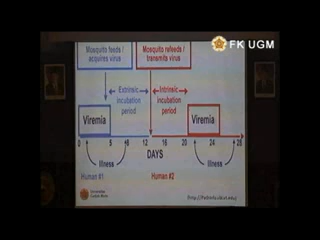 FK UGM
Mosquito feeds / acquires virus
Mosquito refeeds / transmits virus
Extrinsic incubation period
Intrinsic incubation period
Viremia
Viremia
0 5 8 12 16 20 24 28
DAYS
Illness
Illness
Human #1
Human #2